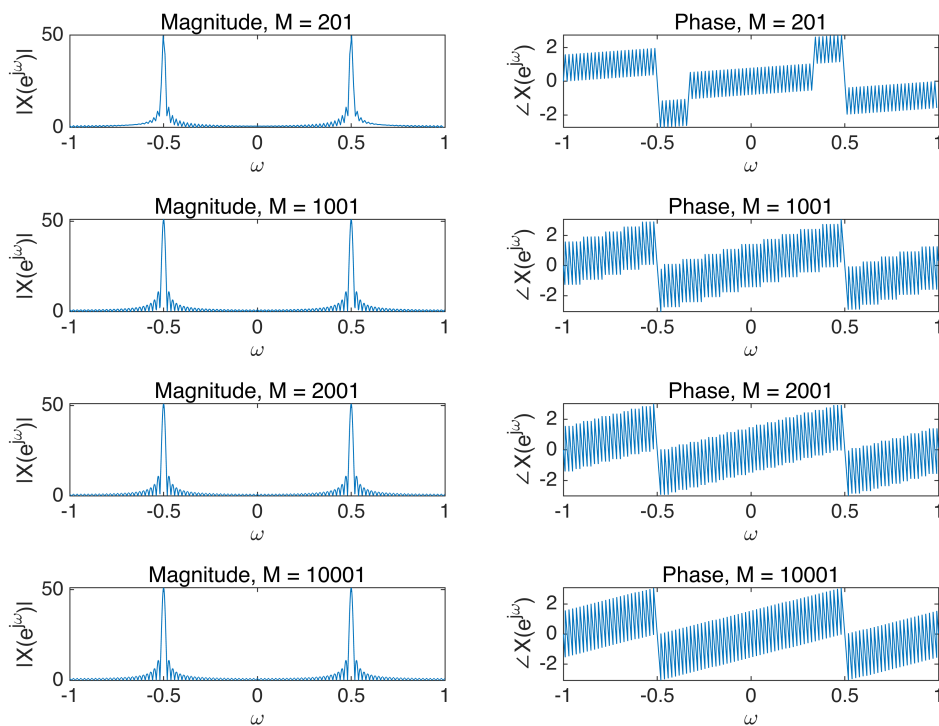 Magnitude, M = 201
|X(e^jω)|
50
0
-1 -0.5 0 0.5 1
ω
Phase, M = 201
∠X(e^jω)
2
0
-2
-1 -0.5 0 0.5 1
ω
Magnitude, M = 1001
|X(e^jω)|
50
0
-1 -0.5 0 0.5 1
ω
Phase, M = 1001
∠X(e^jω)
2
0
-2
-1 -0.5 0 0.5 1
ω
Magnitude, M = 2001
|X(e^jω)|
50
0
-1 -0.5 0 0.5 1
ω
Phase, M = 2001
∠X(e^jω)
2
0
-2
-1 -0.5 0 0.5 1
ω
Magnitude, M = 10001
|X(e^jω)|
50
0
-1 -0.5 0 0.5 1
ω
Phase, M = 10001
∠X(e^jω)
2
0
-2
-1 -0.5 0 0.5 1
ω